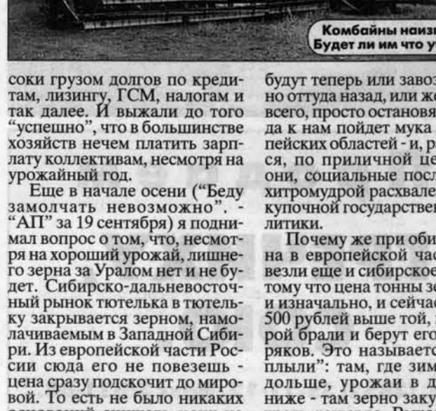 Комбайны наиз
Будет ли им что у
соки грузом долгов по креди-
там, лизингу, ГСМ, налогам и
так далее. И выжали до того
“успешно”, что в большинстве
хозяйств нечем платить зарп-
лату коллективам, несмотря на
урожайный год.
Еще в начале осени (“Беду
замолчать невозможно”. -
“АП” за 19 сентября) я подни-
мал вопрос о том, что, несмот-
ря на хороший урожай, лишне-
го зерна за Уралом нет и не бу-
дет. Сибирско-дальневосточ-
ный рынок тютелька в тютель-
ку закрывается зерном, намо-
лачиваемым в Западной Сиби-
ри. Из европейской части Рос-
сии сюда его не повезешь -
цена сразу подскочит до миро-
вой. То есть не было никаких
будут теперь или завоз
но оттуда назад, или же
всего, просто остановя
да к нам пойдет мука
пейских областей - и, ра
ся, по приличной це
они, социальные посл
хитромудрой расхвале
купочной государствен
литики.
Почему же при оби
на в европейской час
везли еще и сибирское
тому что цена тонны зе
и изначально, и сейчас
500 рублей выше той,
рой брали и берут его
ряков. Это называетс
плыли”: там, где зим
дольше, урожаи в д
ниже - там зерно заку